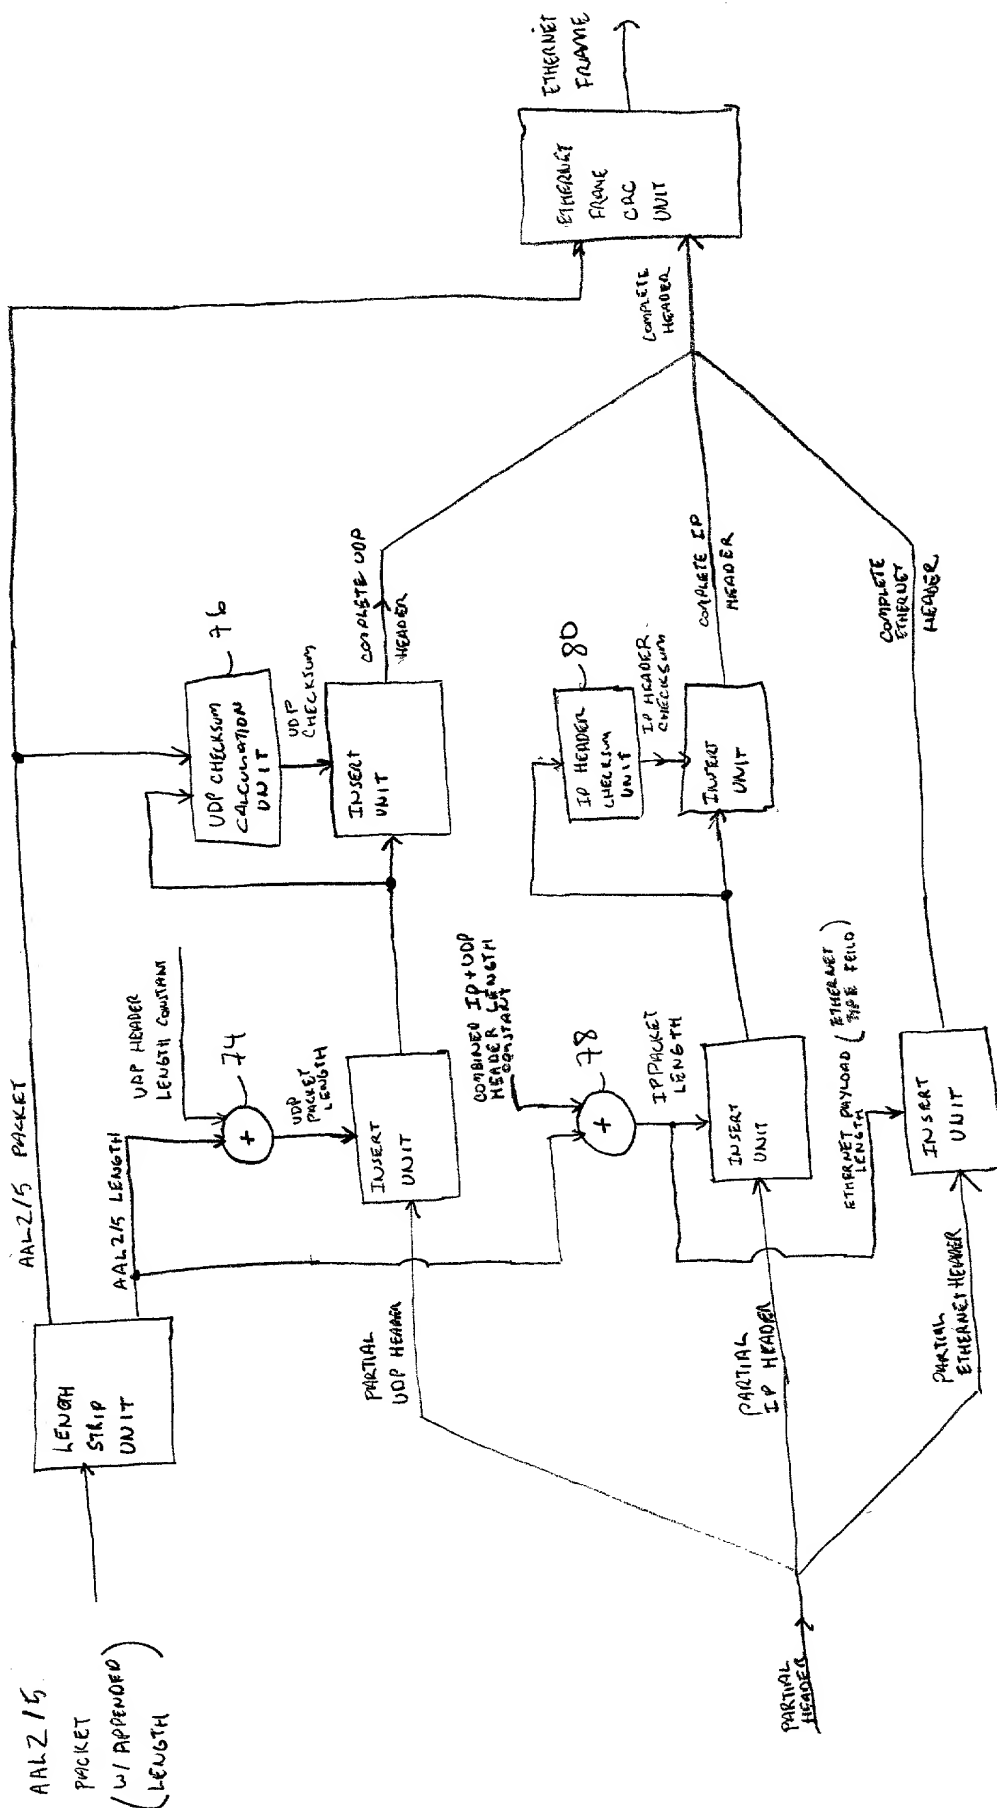 AAL2/5
PACKET
(W/ APPENDED
LENGTH)
LENGTH
STRIP
UNIT
AAL2/5 PACKET
AAL2/5 LENGTH
UDP HEADER
LENGTH CONSTANT
74
+
UDP
PACKET
LENGTH
INSERT
UNIT
PARTIAL
UDP HEADER
UDP CHECKSUM
CALCULATION
UNIT
76
UDP
CHECKSUM
INSERT
UNIT
COMPLETE UDP
HEADER
COMBINED IP+UDP
HEADER LENGTH
CONSTANT
78
+
IP PACKET
LENGTH
INSERT
UNIT
PARTIAL
IP HEADER
IP HEADER
CHECKSUM
UNIT
80
IP HEADER
CHECKSUM
INSERT
UNIT
COMPLETE IP
HEADER
ETHERNET PAYLOAD
LENGTH
(ETHERNET
TYPE FEILD)
INSERT
UNIT
PARTIAL
ETHERNET HEADER
COMPLETE
ETHERNET
HEADER
PARTIAL
HEADER
COMPLETE
HEADER
ETHERNET
FRAME
CRC
UNIT
ETHERNET
FRAME